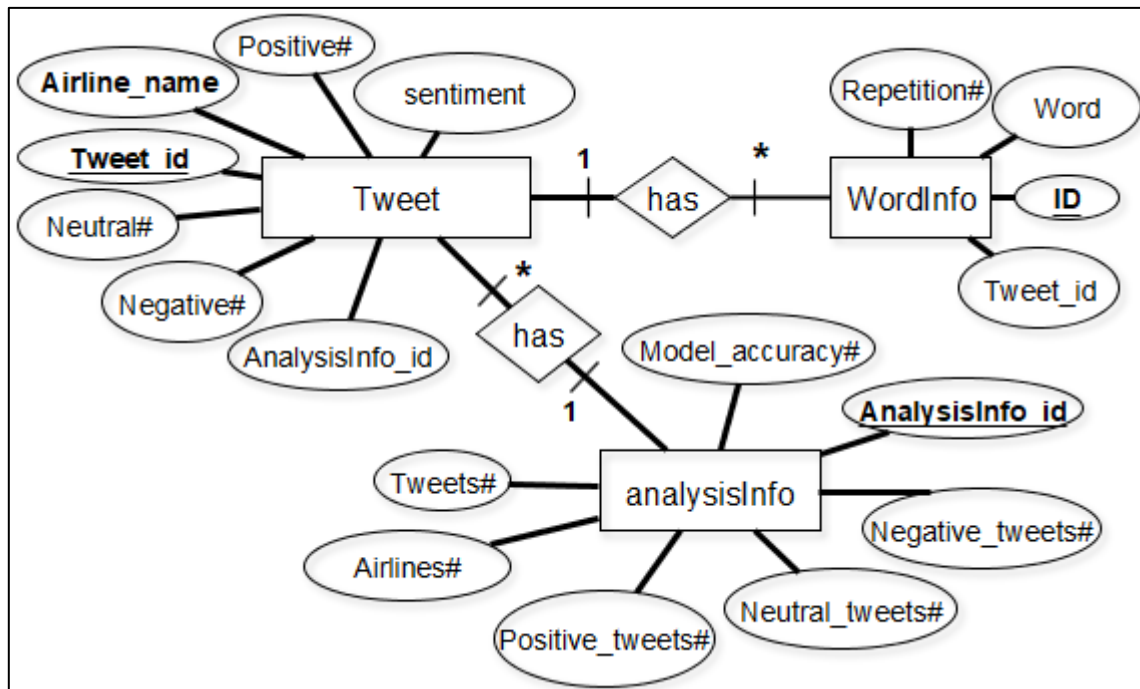 Positive#
Airline_name
sentiment
Tweet_id
Tweet
Neutral#
Negative#
AnalysisInfo_id
1
has
*
Repetition#
Word
WordInfo
ID
Tweet_id
*
has
1
Model_accuracy#
AnalysisInfo_id
Tweets#
analysisInfo
Negative_tweets#
Airlines#
Neutral_tweets#
Positive_tweets#